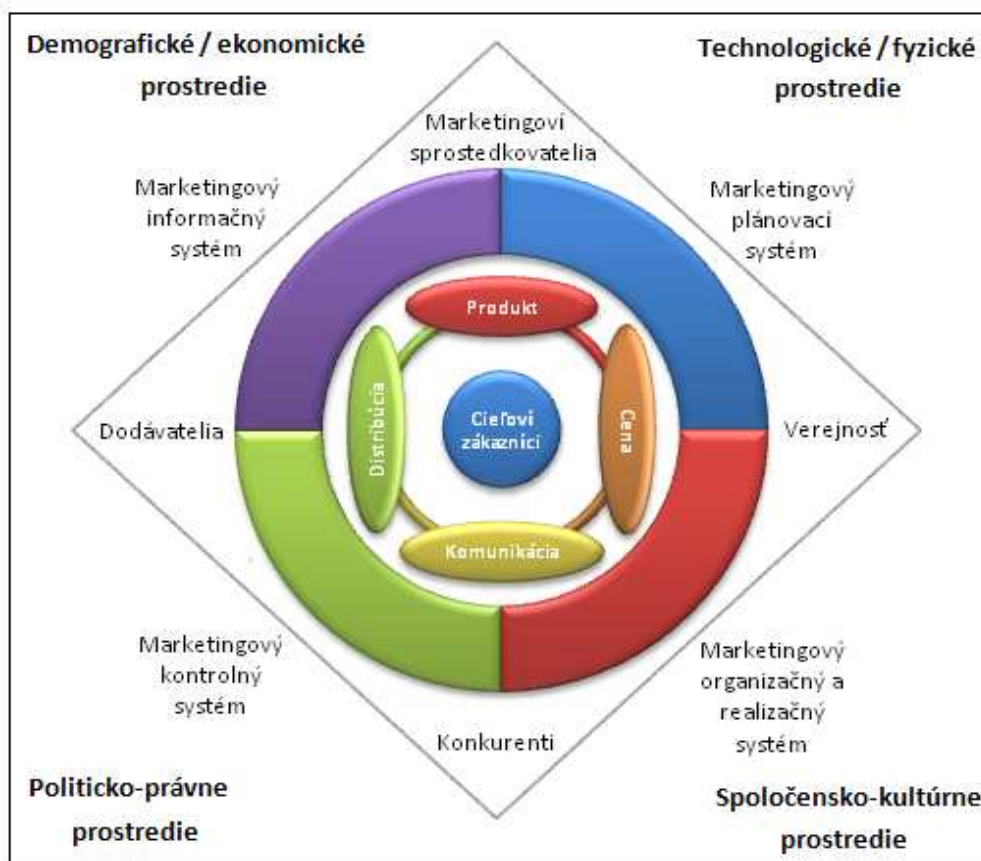 Demografické / ekonomické
prostredie
Technologické / fyzické
prostredie
Marketingoví
sprostedkovatelia
Marketingový
informačný
systém
Marketingový
plánovací
systém
Produkt
Distribúcia
Cieľoví
zákazníci
Cena
Dodávatelia
Verejnosť
Komunikácia
Marketingový
kontrolný
systém
Marketingový
organizačný a
realizačný
systém
Konkurenti
Politicko-právne
prostredie
Spoločensko-kultúrne
prostredie